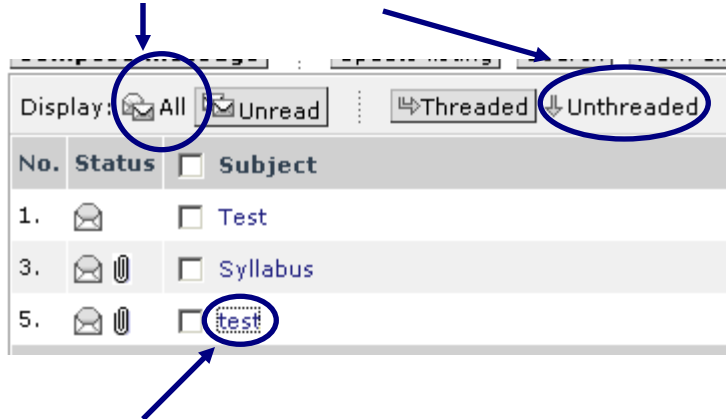 Display: All Unread Threaded Unthreaded
No. Status Subject
1. Test
3. Syllabus
5. test